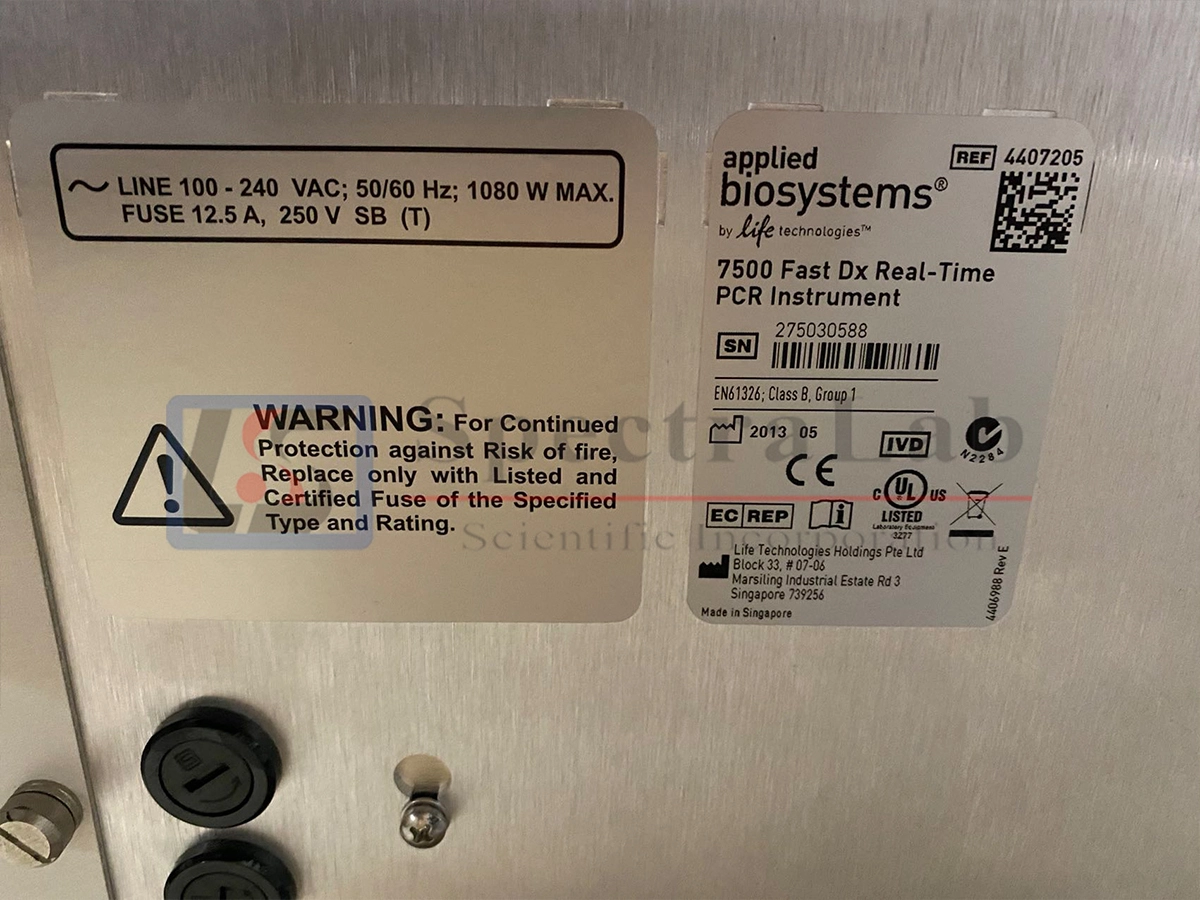 ~ LINE 100 - 240 VAC; 50/60 Hz; 1080 W MAX.
FUSE 12.5 A, 250 V SB (T)
WARNING: For Continued
Protection against Risk of fire,
Replace only with Listed and
Certified Fuse of the Specified
Type and Rating.
applied
biosystems®
by life technologies™
REF 4407205
7500 Fast Dx Real-Time
PCR Instrument
SN 275030588
EN61326; Class B, Group 1
2013 05
IVD
N2284
CE
C UL US
LISTED
Laboratory Equipment
3277
EC REP
i
Life Technologies Holdings Pte Ltd
Block 33, # 07-06
Marsiling Industrial Estate Rd 3
Singapore 739256
Made in Singapore
4406988 Rev E
SpectraLab
Scientific Incorporation